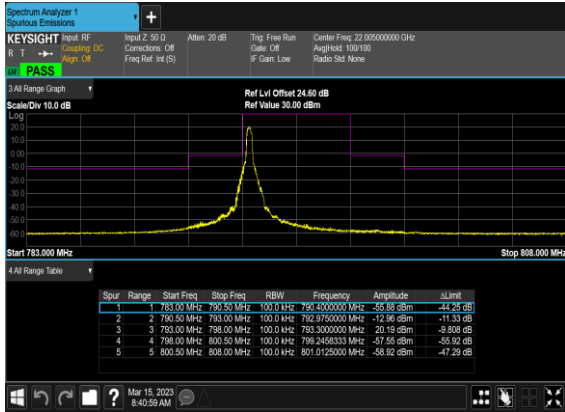 Spectrum Analyzer 1
Spurious Emissions
+
KEYSIGHT Input: RF Input Z: 50 Ω Atten: 20 dB Trig: Free Run Center Freq: 22.005000000 GHz
R T Coupling: DC Corrections: Off Gate: Off Avg|Hold: 100/100
Align: Off Freq Ref: Int (S) IF Gain: Low Radio Std: None
PASS
3 All Range Graph
Ref Lvl Offset 24.60 dB
Scale/Div 10.0 dB Ref Value 30.00 dBm
Log
20.0
10.0
0.00
-10.0
-20.0
-30.0
-40.0
-50.0
-60.0
Start 783.000 MHz Stop 808.000 MHz
4 All Range Table
Spur Range Start Freq Stop Freq RBW Frequency Amplitude ΔLimit
1 1 783.00 MHz 790.50 MHz 100.0 kHz 790.4000000 MHz -55.88 dBm -44.25 dB
2 2 790.50 MHz 793.00 MHz 100.0 kHz 792.9750000 MHz -12.96 dBm -11.33 dB
3 3 793.00 MHz 798.00 MHz 100.0 kHz 793.3000000 MHz 20.19 dBm -9.808 dB
4 4 798.00 MHz 800.50 MHz 100.0 kHz 799.2458333 MHz -57.55 dBm -55.92 dB
5 5 800.50 MHz 808.00 MHz 100.0 kHz 801.0125000 MHz -58.92 dBm -47.29 dB
? Mar 15, 2023
8:40:59 AM